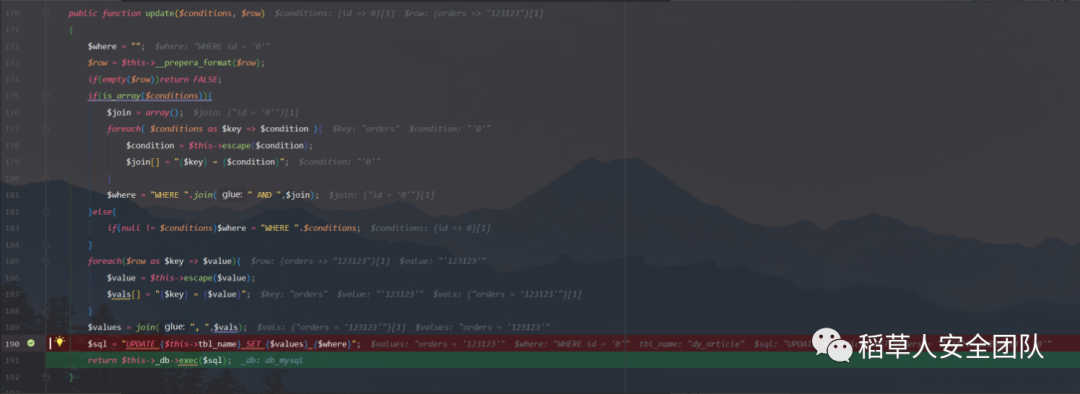 170 public function update($conditions, $row) $conditions: {id => 0}[1] $row: {orders => "123123"}[1]
171 {
172 $where = ""; $where: "WHERE id = '0'"
173 $row = $this->__prepera_format($row);
174 if(empty($row))return FALSE;
175 if(is_array($conditions)){
176 $join = array(); $join: {"id = '0'"}[1]
177 foreach( $conditions as $key => $condition ){ $key: "orders" $condition: "'0'"
178 $condition = $this->escape($condition);
179 $join[] = "{$key} = {$condition}"; $condition: "'0'"
180 }
181 $where = "WHERE ".join( glue: " AND ",$join); $join: {"id = '0'"}[1]
182 }else{
183 if(null != $conditions)$where = "WHERE ".$conditions; $conditions: {id => 0}[1]
184 }
185 foreach($row as $key => $value){ $row: {orders => "123123"}[1] $value: "'123123'"
186 $value = $this->escape($value);
187 $vals[] = "{$key} = {$value}"; $key: "orders" $value: "'123123'" $vals: {"orders = '123123'"}[1]
188 }
189 $values = join( glue: ", ",$vals); $vals: {"orders = '123123'"}[1] $values: "orders = '123123'"
190 $sql = "UPDATE {$this->tbl_name} SET {$values} {$where}"; $values: "orders = '123123'" $where: "WHERE id = '0'" tbl_name: "dy_article" $sql: "UPDAT
191 return $this->_db->exec($sql); _db: db_mysql
192 }
193
稻草人安全团队